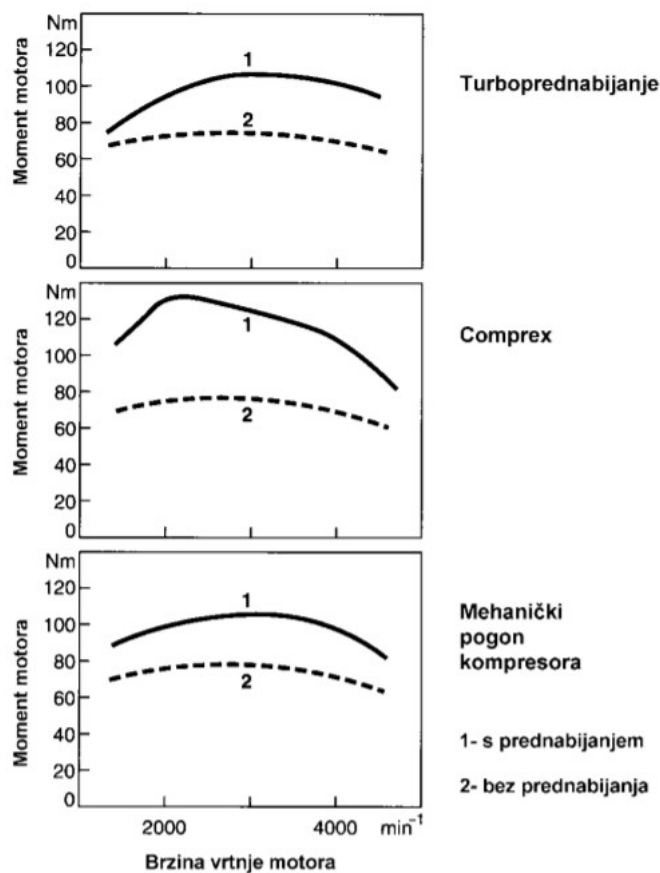 Nm
120
100
80
60
40
20
0
Moment motora
1
2
Turboprednabijanje
Nm
120
100
80
60
40
20
0
Moment motora
1
2
Comprex
Nm
120
100
80
60
40
20
0
Moment motora
1
2
Mehanički
pogon
kompresora
1- s prednabijanjem
2- bez prednabijanja
2000 4000 min⁻¹
Brzina vrtnje motora